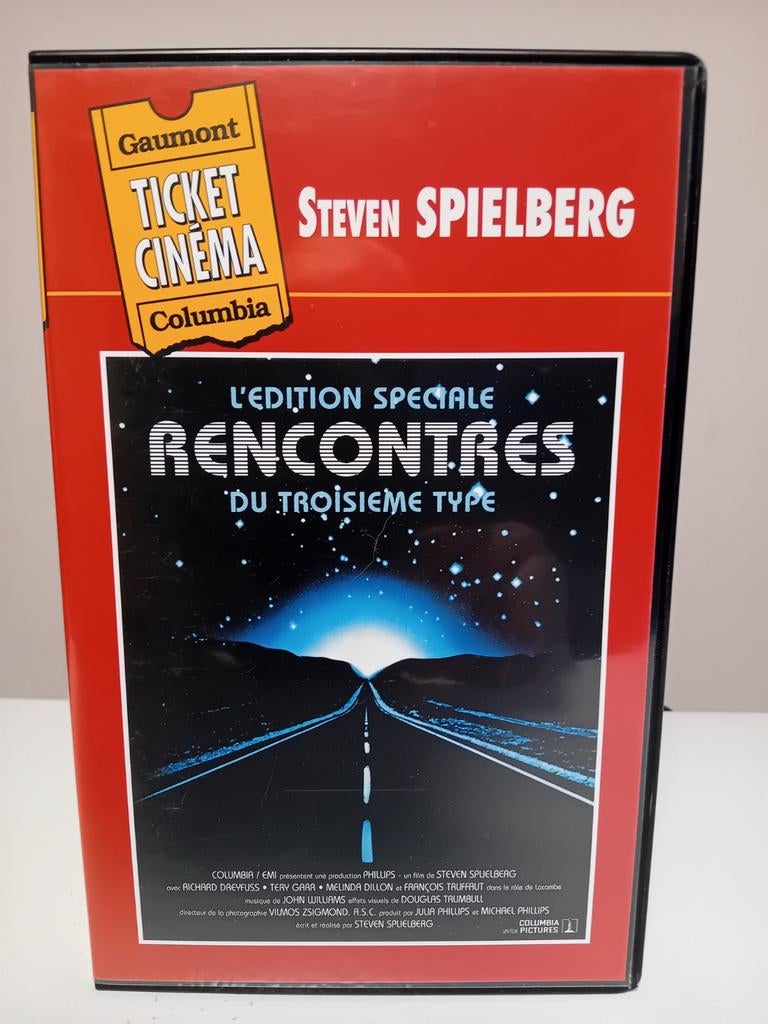 Gaumont
TICKET
CINÉMA
Columbia
STEVEN SPIELBERG
L'EDITION SPECIALE
RENCONTRES
DU TROISIEME TYPE
COLUMBIA / EMI présentent une production PHILLIPS - un film de STEVEN SPIELBERG
avec RICHARD DREYFUSS • TERY GARR • MELINDA DILLON et FRANÇOIS TRUFFAUT dans le rôle de Lacombe
musique de JOHN WILLIAMS effets visuels de DOUGLAS TRUMBULL
directeur de la photographie VILMOS ZSIGMOND, A.S.C. produit par JULIA PHILLIPS et MICHAEL PHILLIPS
écrit et réalisé par STEVEN SPIELBERG
UN FILM COLUMBIA PICTURES